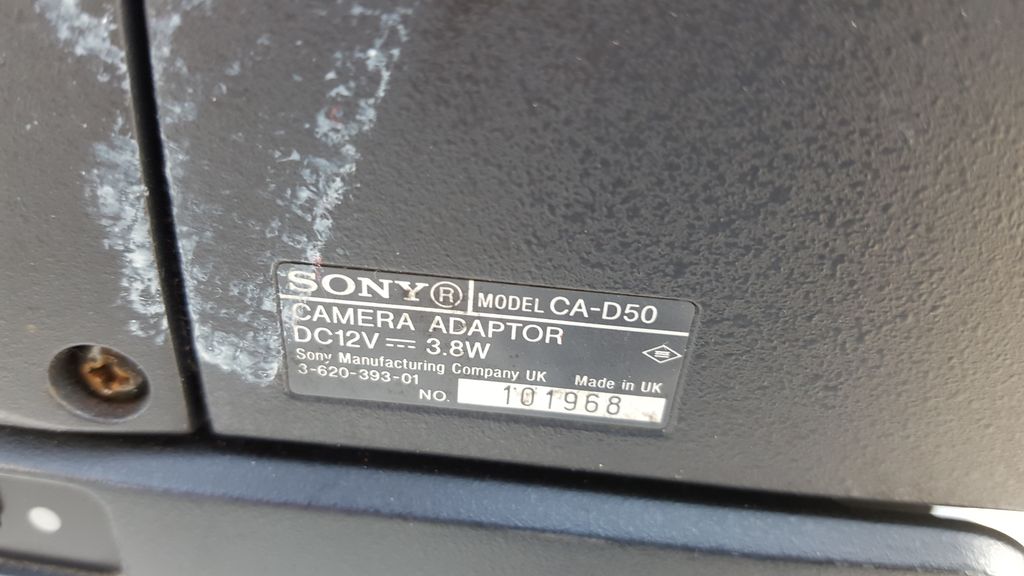 SONY® MODEL CA-D50
CAMERA ADAPTOR
DC12V ⎓ 3.8W
Sony Manufacturing Company UK Made in UK
3-620-393-01
NO. 101968